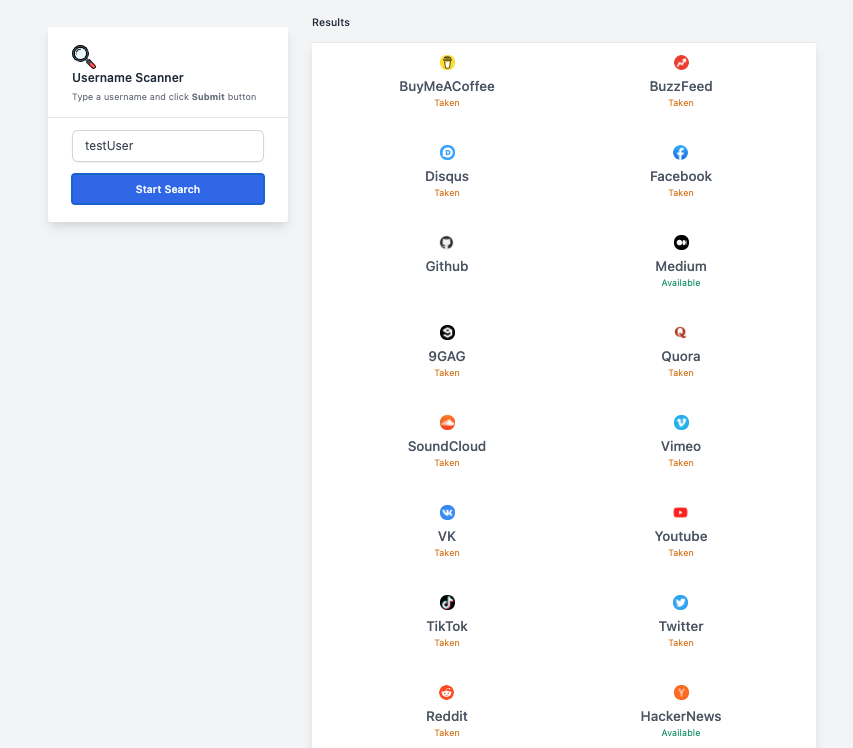 Results
Username Scanner
Type a username and click Submit button
testUser
Start Search
BuyMeACoffee
Taken
BuzzFeed
Taken
Disqus
Taken
Facebook
Taken
Github
Medium
Available
9GAG
Taken
Quora
Taken
SoundCloud
Taken
Vimeo
Taken
VK
Taken
Youtube
Taken
TikTok
Taken
Twitter
Taken
Reddit
Taken
HackerNews
Available